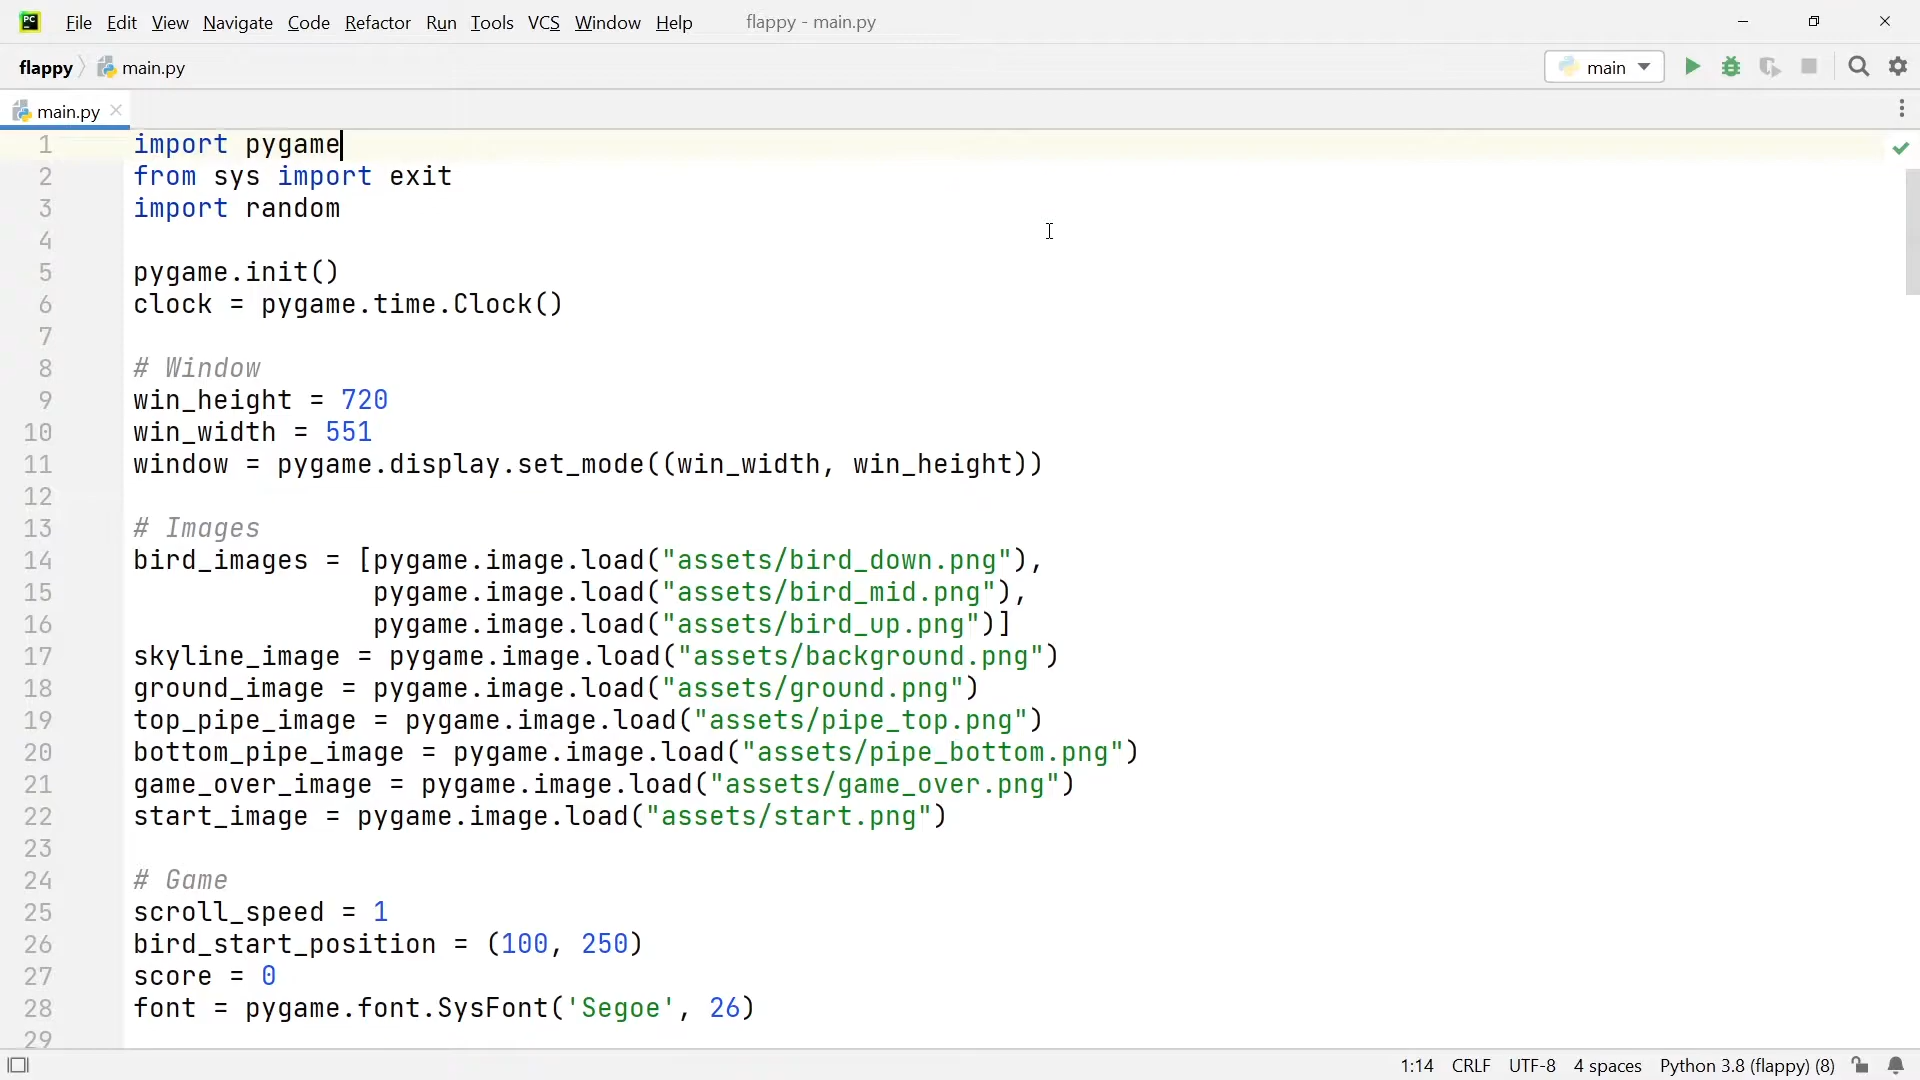 PC File Edit View Navigate Code Refactor Run Tools VCS Window Help flappy - main.py
flappy main.py main
main.py
1 import pygame
2 from sys import exit
3 import random
4
5 pygame.init()
6 clock = pygame.time.Clock()
7
8 # Window
9 win_height = 720
10 win_width = 551
11 window = pygame.display.set_mode((win_width, win_height))
12
13 # Images
14 bird_images = [pygame.image.load("assets/bird_down.png"),
15 pygame.image.load("assets/bird_mid.png"),
16 pygame.image.load("assets/bird_up.png")]
17 skyline_image = pygame.image.load("assets/background.png")
18 ground_image = pygame.image.load("assets/ground.png")
19 top_pipe_image = pygame.image.load("assets/pipe_top.png")
20 bottom_pipe_image = pygame.image.load("assets/pipe_bottom.png")
21 game_over_image = pygame.image.load("assets/game_over.png")
22 start_image = pygame.image.load("assets/start.png")
23
24 # Game
25 scroll_speed = 1
26 bird_start_position = (100, 250)
27 score = 0
28 font = pygame.font.SysFont('Segoe', 26)
29
1:14 CRLF UTF-8 4 spaces Python 3.8 (flappy) (8)